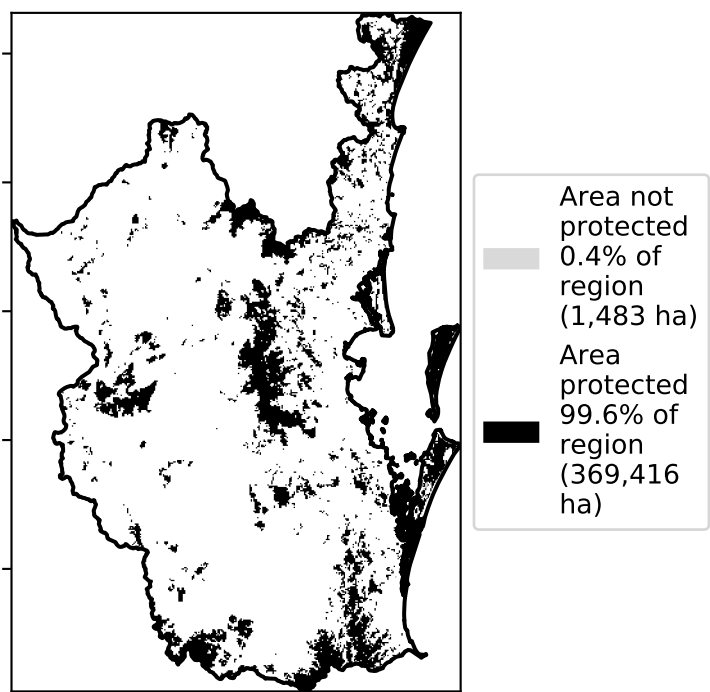 Area not
protected
0.4% of
region
(1,483 ha)
Area
protected
99.6% of
region
(369,416
ha)